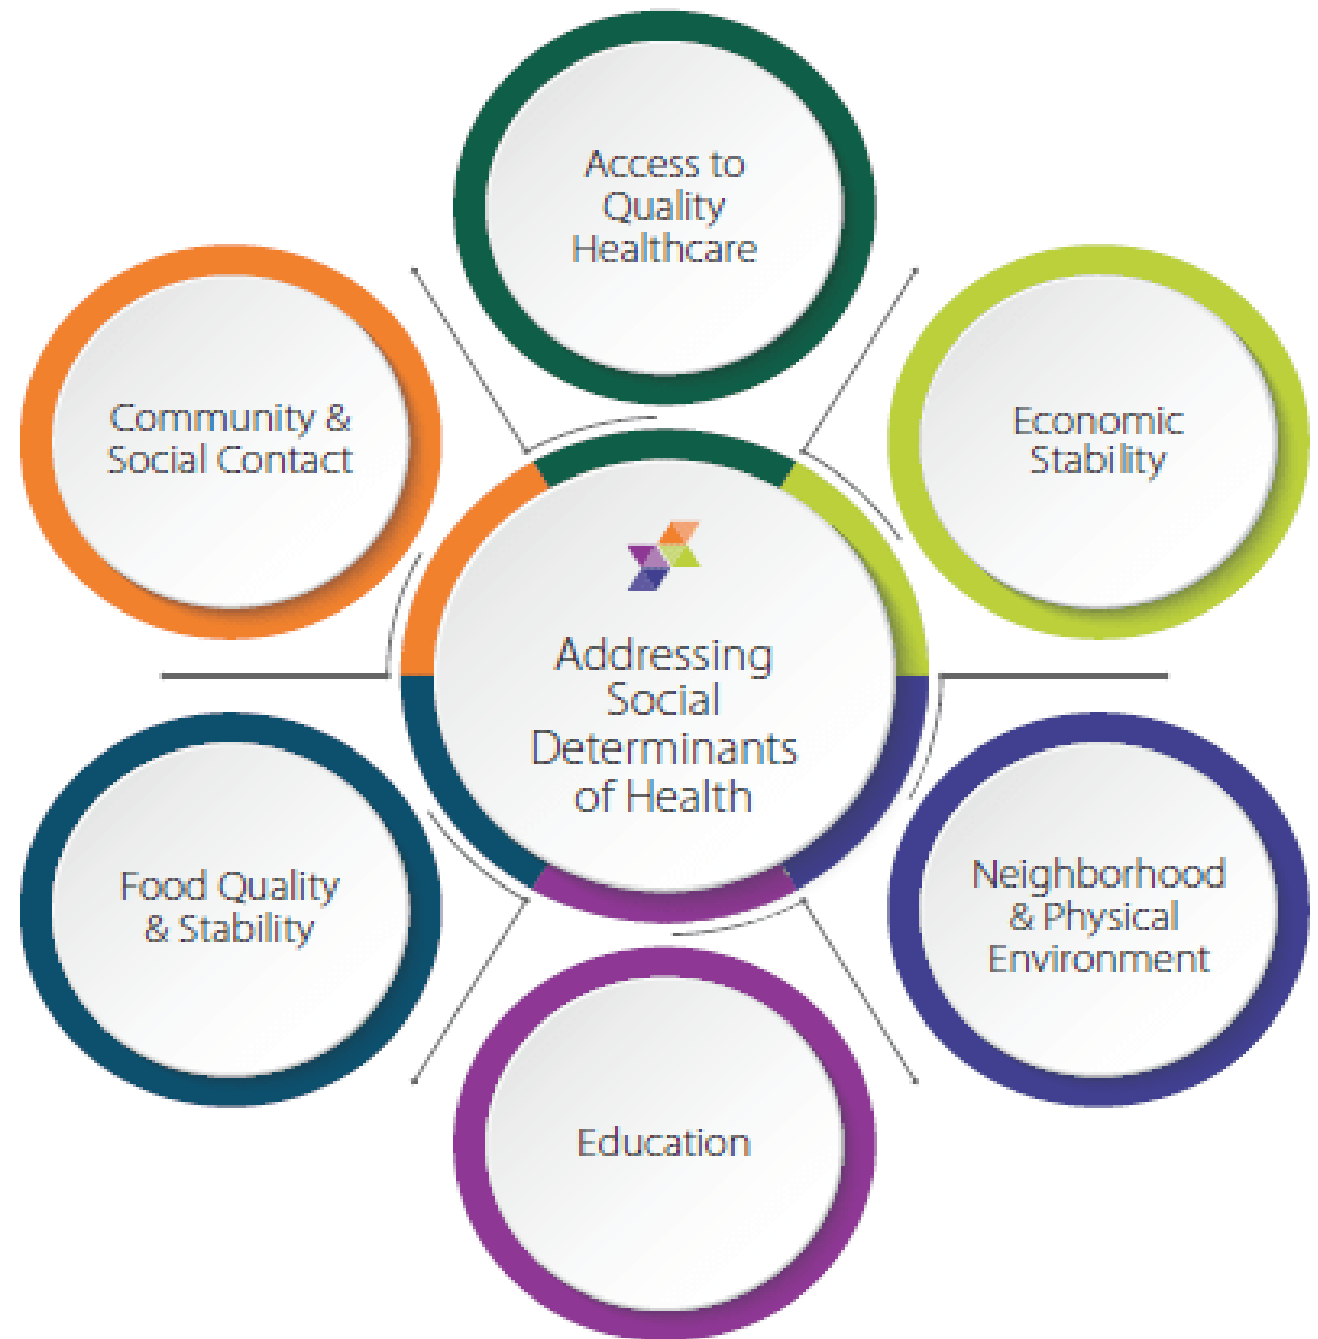 Access to
Quality
Healthcare
Community &
Social Contact
Economic
Stability
Addressing
Social
Determinants
of Health
Food Quality
& Stability
Neighborhood
& Physical
Environment
Education